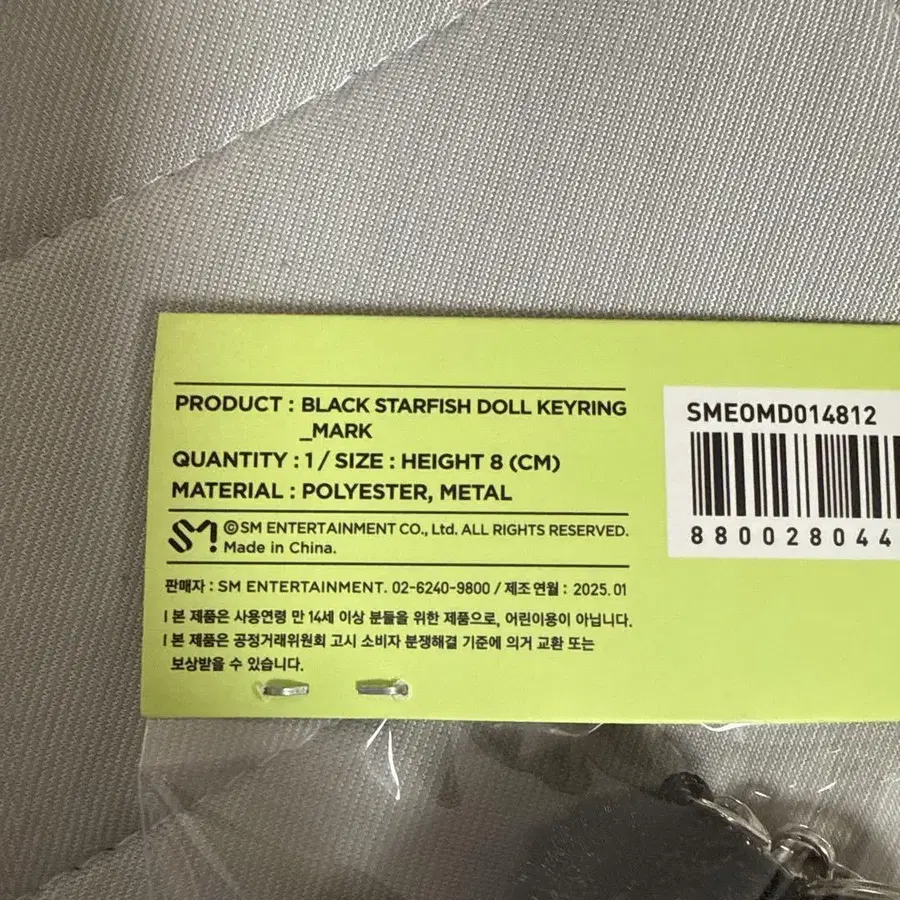 PRODUCT : BLACK STARFISH DOLL KEYRING
_MARK
QUANTITY : 1 / SIZE : HEIGHT 8 (CM)
MATERIAL : POLYESTER, METAL
SM ©SM ENTERTAINMENT CO., Ltd. ALL RIGHTS RESERVED.
Made in China.
판매자 : SM ENTERTAINMENT. 02-6240-9800 / 제조연월 : 2025.01
l 본 제품은 사용연령 만 14세 이상 분들을 위한 제품으로, 어린이용이 아닙니다.
l 본 제품은 공정거래위원회 고시 소비자 분쟁해결 기준에 의거 교환 또는
보상받을 수 있습니다.
SMEOMD014812
880028044